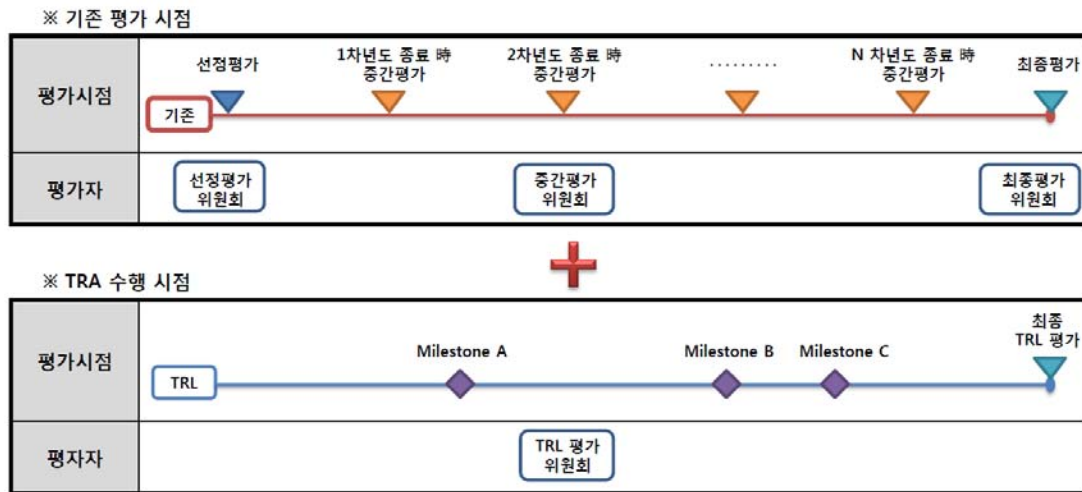 ※ 기존 평가 시점
평가시점
선정평가
1차년도 종료 時
중간평가
2차년도 종료 時
중간평가
·········
N 차년도 종료 時
중간평가
최종평가
기존
평가자
선정평가
위원회
중간평가
위원회
최종평가
위원회
※ TRA 수행 시점
평가시점
Milestone A
Milestone B
Milestone C
최종
TRL 평가
TRL
평자자
TRL 평가
위원회